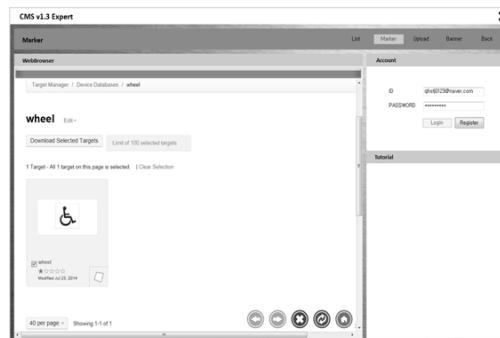 CMS v1.3 Expert
Marker
List
Marker
Upload
Banner
Back
WebBrowser
Account
Target Manager / Device Databases / wheel
wheel
Edit
Download Selected Targets
Limit of 100 selected targets
1 Target - All 1 target on this page is selected. | Clear Selection
wheel
Modified Jul 23, 2014
40 per page
Showing 1-1 of 1
ID
PASSWORD
*********
Login
Register
Tutorial